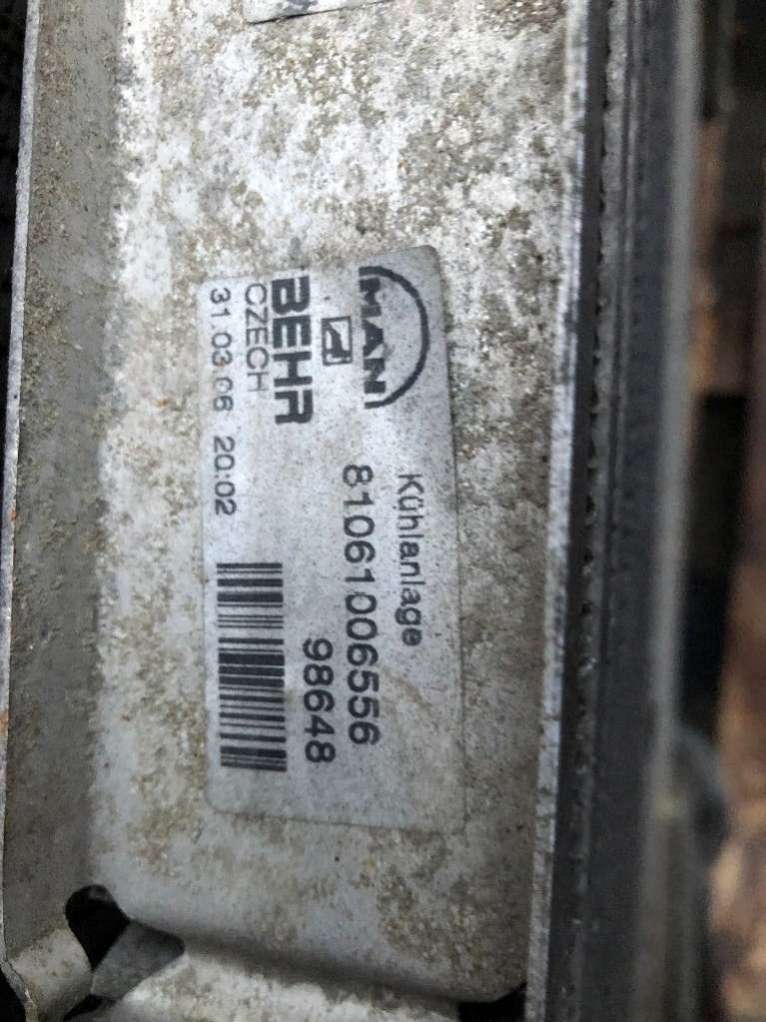 MAN
Kühlanlage
81061006556
BEHR
98648
CZECH
31.03.06 20:02